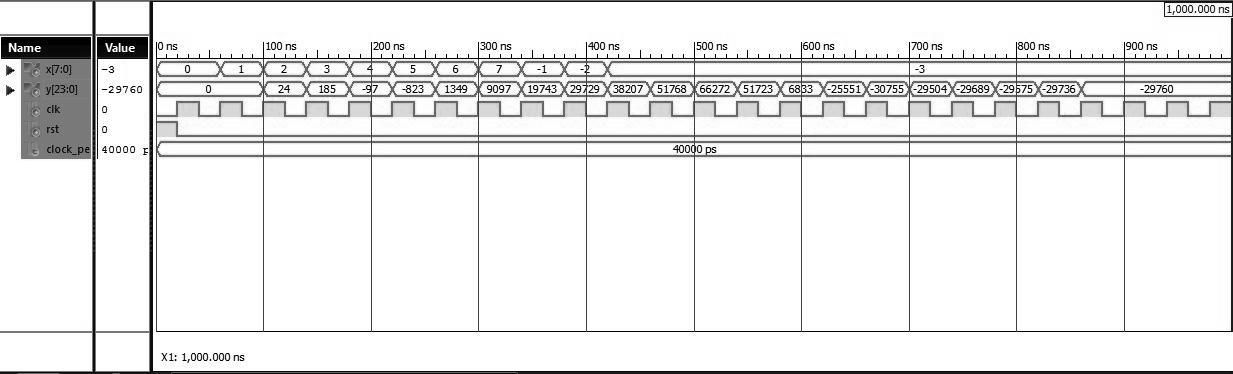 1,000.000 ns
Name Value 0 ns 100 ns 200 ns 300 ns 400 ns 500 ns 600 ns 700 ns 800 ns 900 ns
x[7:0] -3 0 1 2 3 4 5 6 7 -1 -2 -3
y[23:0] -29760 0 24 185 -97 -823 1349 9097 19743 29729 38207 51768 66272 51723 6833 -25551 -30755 -29504 -29689 -29575 -29736 -29760
clk 0
rst 0
clock_pe 40000 p 40000 ps
X1: 1,000.000 ns